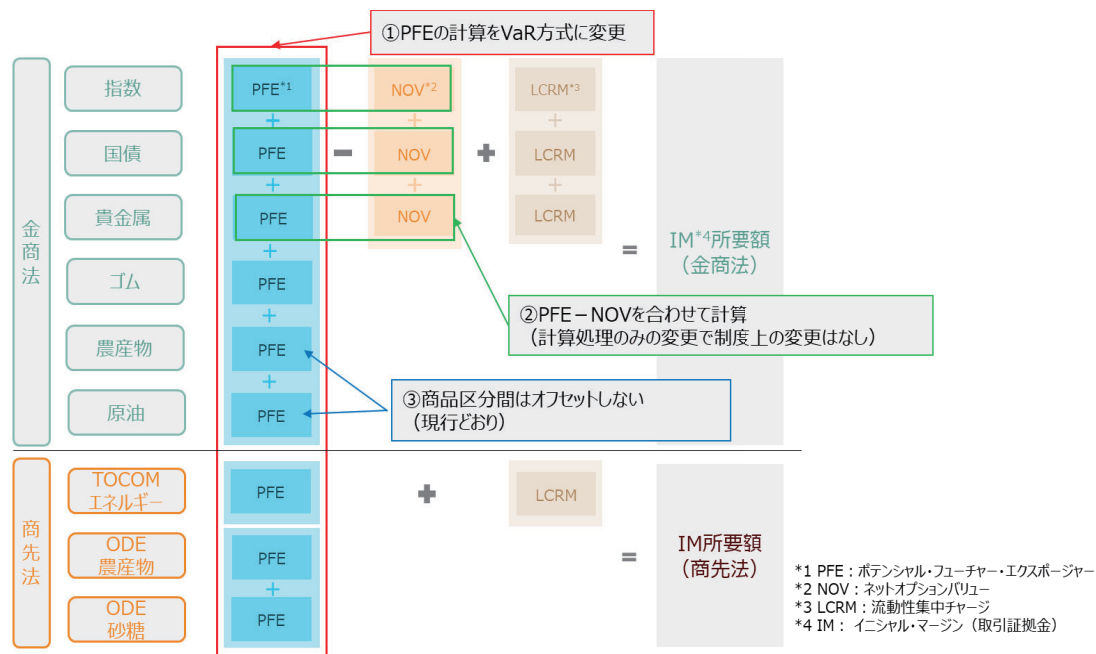 ①PFEの計算をVaR方式に変更
金商法
指数
PFE*1
NOV*2
LCRM*3
+
+
+
国債
PFE
−
NOV
+
LCRM
+
+
+
貴金属
PFE
NOV
LCRM
+
=
IM*4所要額
（金商法）
ゴム
PFE
+
②PFE－NOVを合わせて計算
（計算処理のみの変更で制度上の変更はなし）
農産物
PFE
+
③商品区分間はオフセットしない
（現行どおり）
原油
PFE
商先法
TOCOM
エネルギー
PFE
+
LCRM
ODE
農産物
PFE
=
IM所要額
（商先法）
+
ODE
砂糖
PFE
*1 PFE：ポテンシャル・フューチャー・エクスポージャー
*2 NOV：ネットオプションバリュー
*3 LCRM：流動性集中チャージ
*4 IM： イニシャル・マージン（取引証拠金）